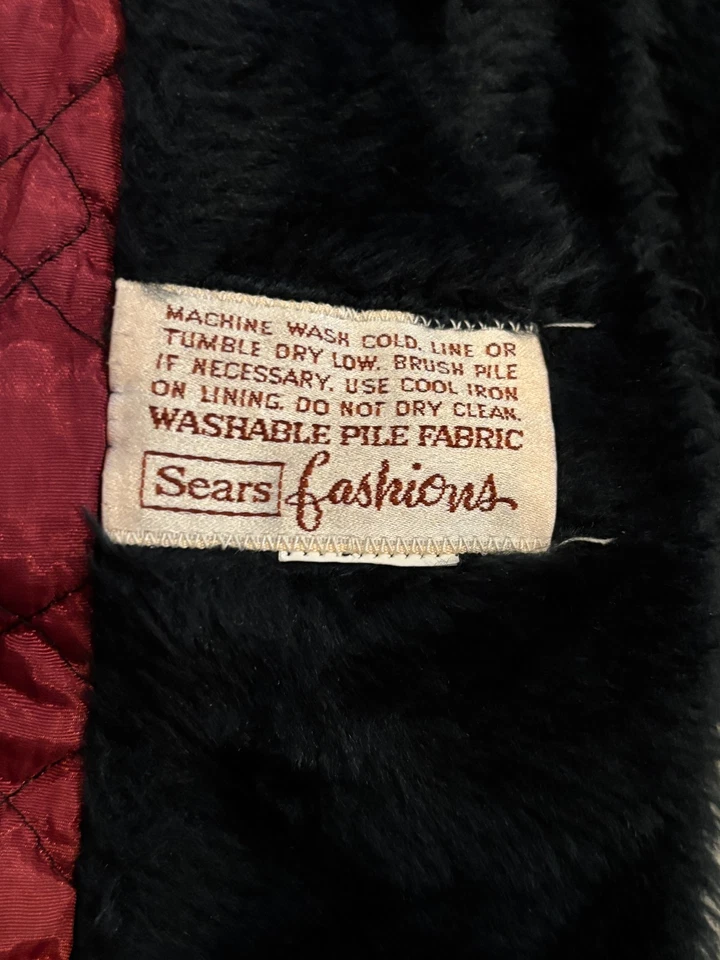 MACHINE WASH COLD. LINE OR
TUMBLE DRY LOW. BRUSH PILE
IF NECESSARY. USE COOL IRON
ON LINING. DO NOT DRY CLEAN.
WASHABLE PILE FABRIC
Sears fashions